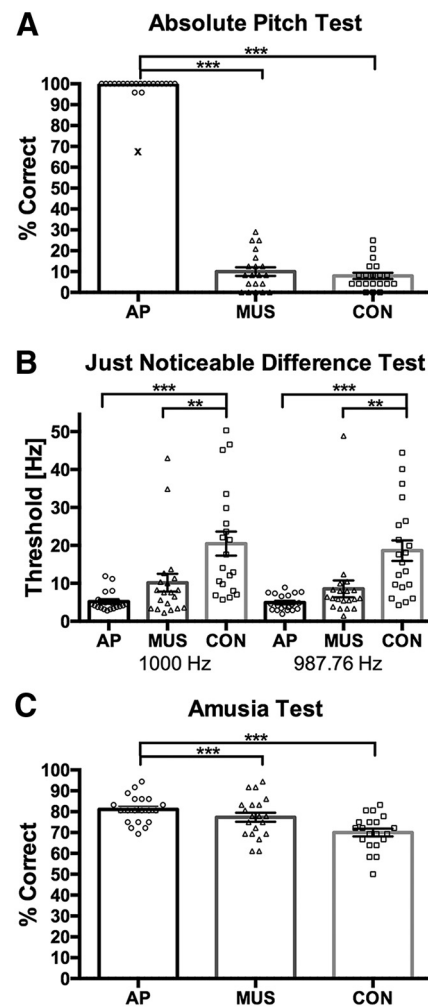 A
Absolute Pitch Test
***
***
% Correct
100
90
80
70
60
50
40
30
20
10
0
x
AP MUS CON
B
Just Noticeable Difference Test
*** ***
** **
Threshold [Hz]
50
40
30
20
10
0
AP MUS CON AP MUS CON
1000 Hz 987.76 Hz
C
Amusia Test
***
***
% Correct
100
90
80
70
60
50
40
30
20
10
0
AP MUS CON